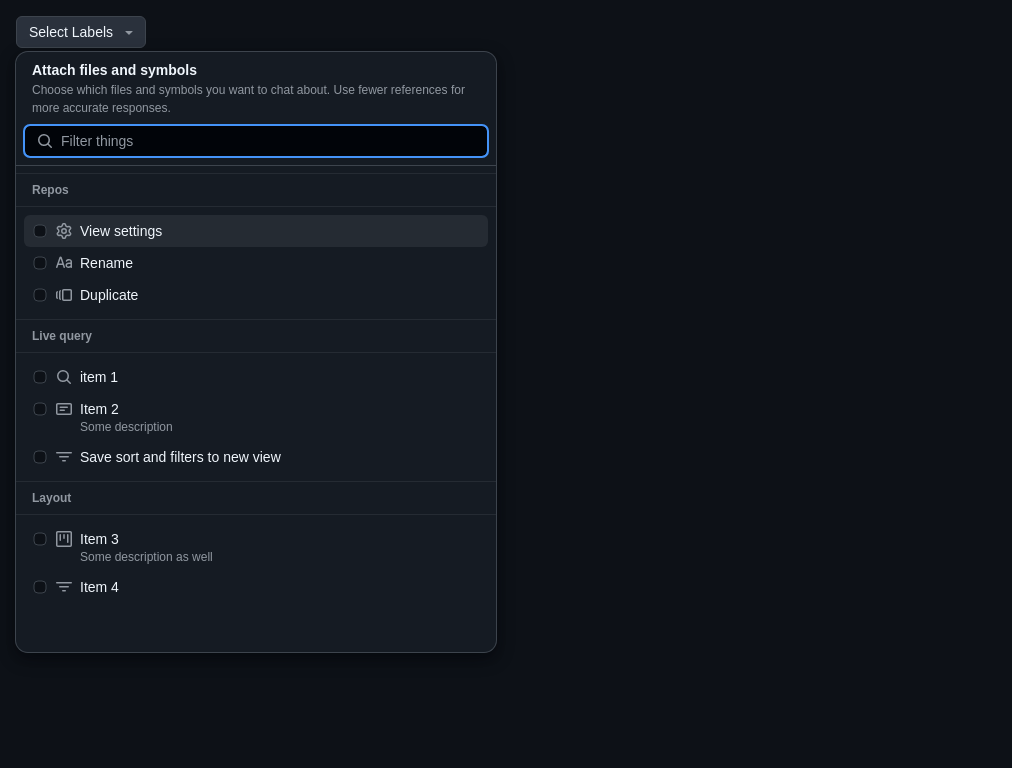 Select Labels
Attach files and symbols
Choose which files and symbols you want to chat about. Use fewer references for
more accurate responses.
Filter things
Repos
View settings
Rename
Duplicate
Live query
item 1
Item 2
Some description
Save sort and filters to new view
Layout
Item 3
Some description as well
Item 4